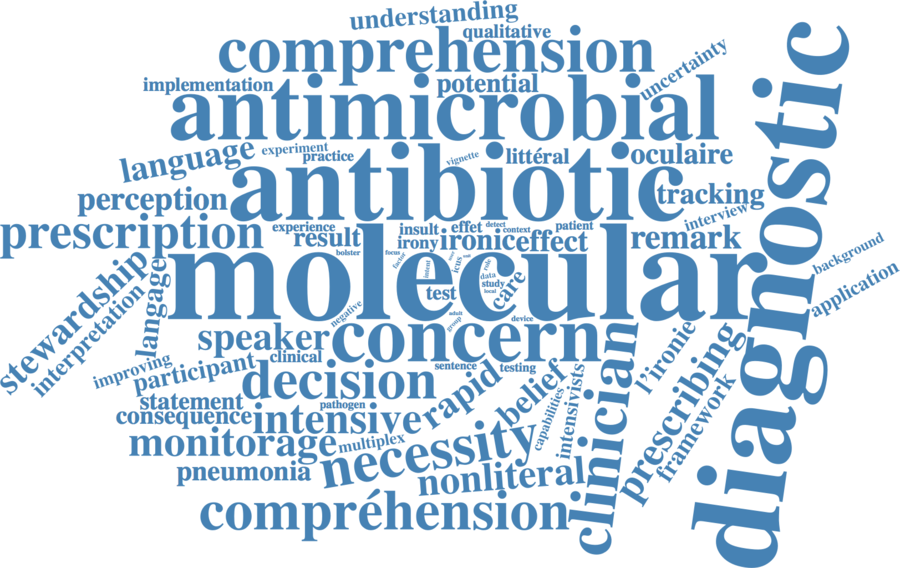 understanding
qualitative
comprehension
uncertainty
implementation
potential
antimicrobial
diagnostic
language
experiment
practice
vignette
littéral
oculaire
antibiotic
perception
tracking
interview
prescription
experience
result
insult
irony
effet
detect
context
ironic
effect
patient
remark
background
molecular
bolster
focus
factor
intent
icus
role
data
study
local
care
test
application
stewardship
interpretation
langage
negative
adult
group
device
speaker
concern
clinician
l'ironie
prescribing
framework
improving
participant
clinical
decision
sentence
testing
rapid
belief
capabilities
intensivists
statement
consequence
pathogen
intensive
monitorage
multiplex
necessity
pneumonia
nonliteral
compréhension